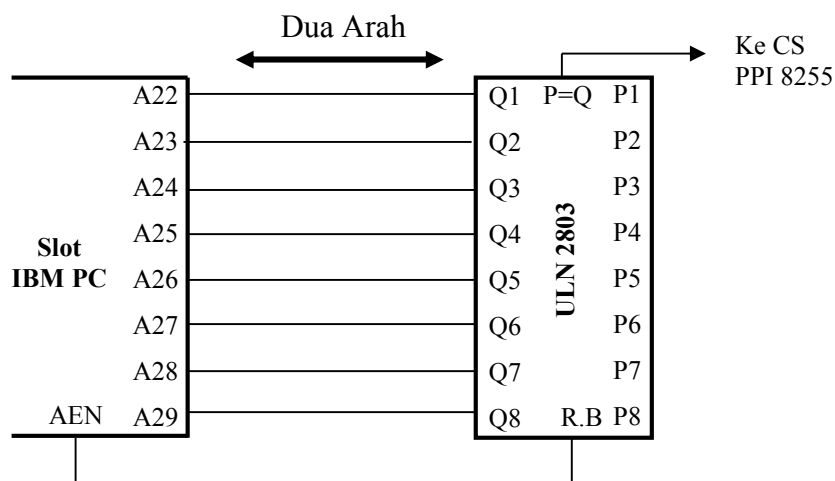 Dua Arah
Ke CS
PPI 8255
A22 Q1 P=Q P1
A23 Q2 P2
A24 Q3 P3
A25 Q4 P4
Slot
IBM PC
A26 Q5 P5
A27 Q6 P6
A28 Q7 P7
AEN A29 Q8 R.B P8
ULN 2803